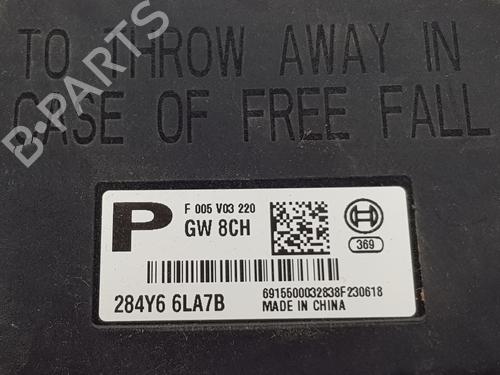 TO THROW AWAY IN
CASE OF FREE FALL
B-PARTS
P
F 005 V03 220
GW 8CH
369
284Y6 6LA7B
6915500032838F230618
MADE IN CHINA